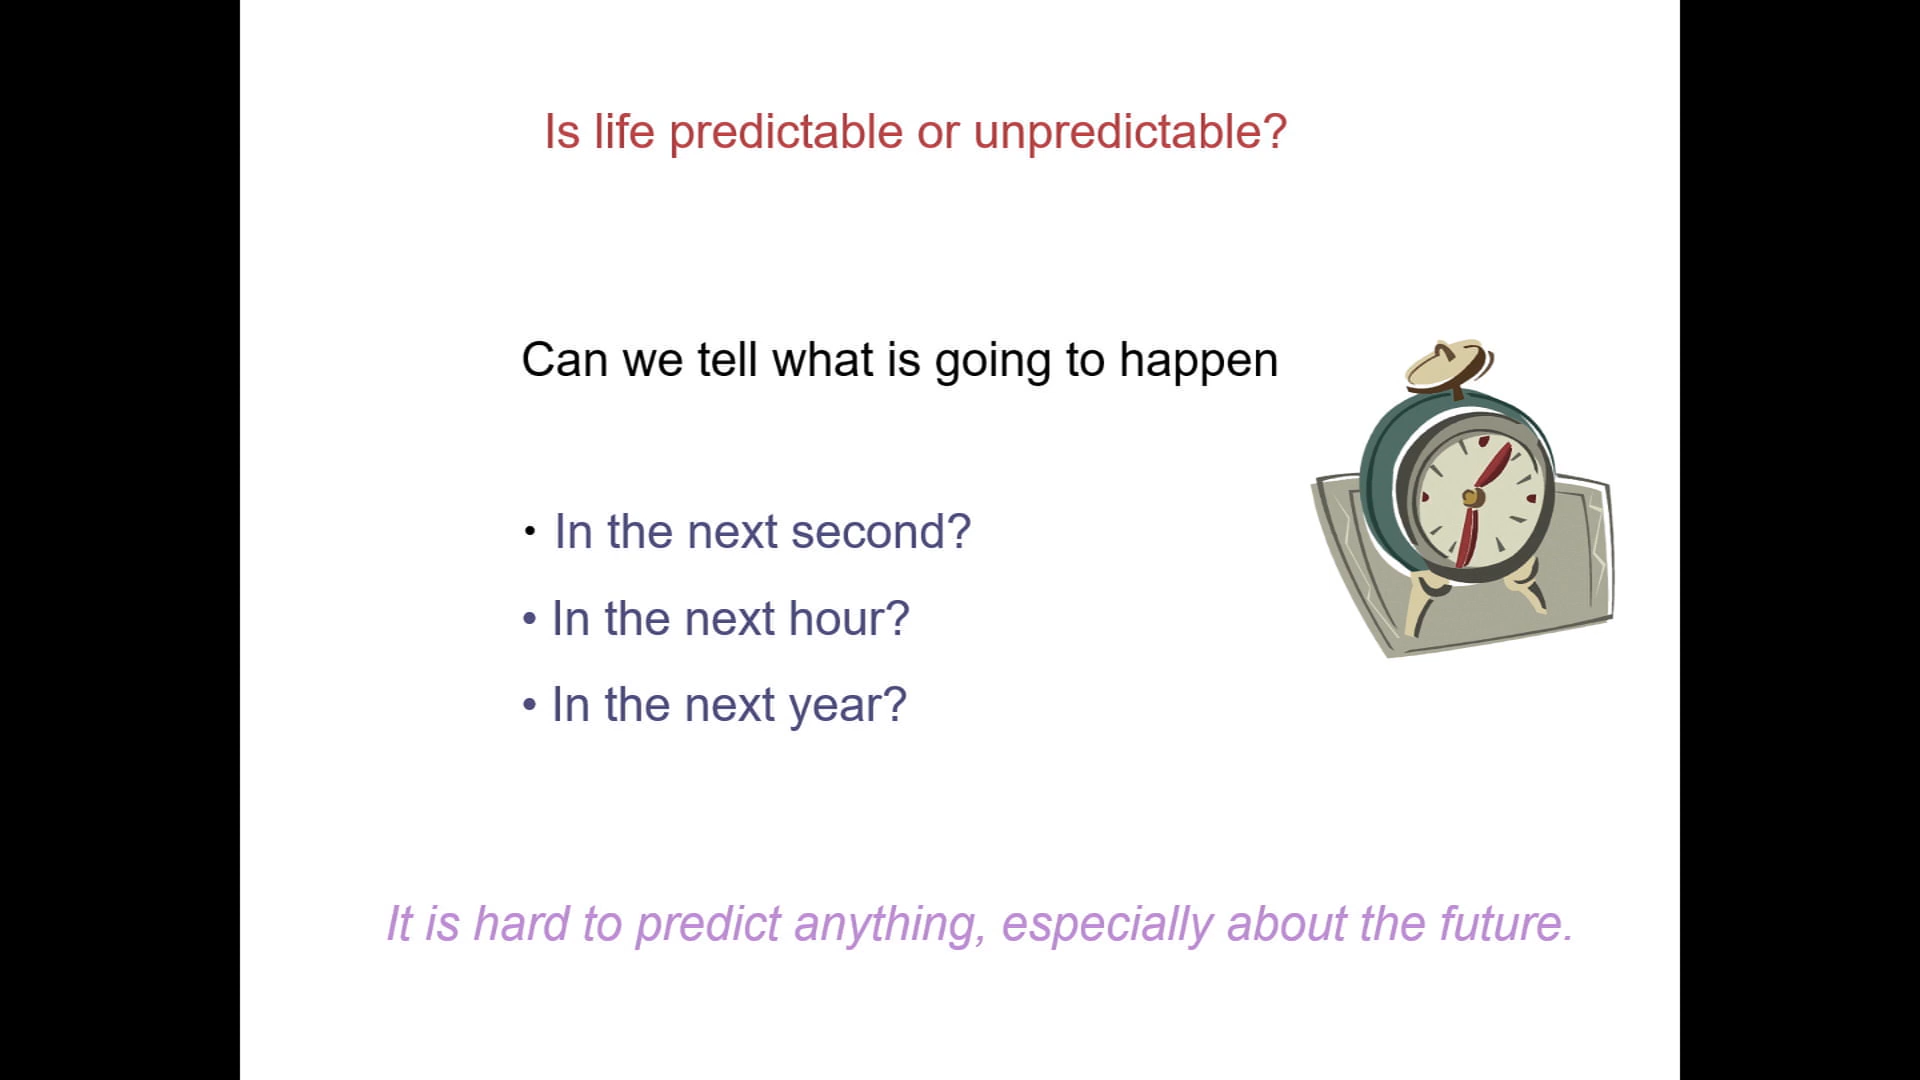 Is life predictable or unpredictable?
Can we tell what is going to happen
• In the next second?
• In the next hour?
• In the next year?
It is hard to predict anything, especially about the future.